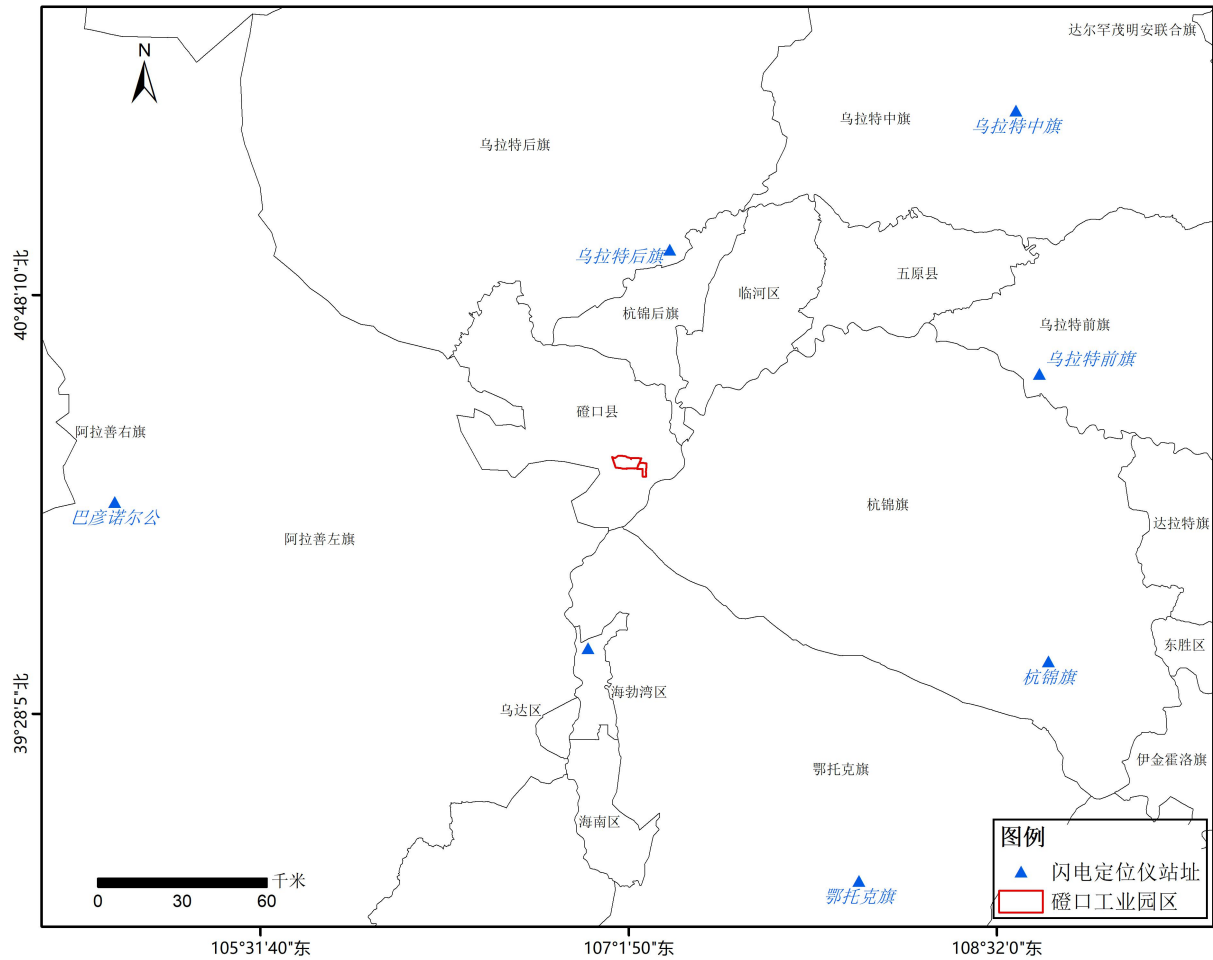 达尔罕茂明安联合旗
N
乌拉特中旗
乌拉特中旗
乌拉特后旗
乌拉特后旗
五原县
临河区
40°48'1.0"北
杭锦后旗
乌拉特前旗
乌拉特前旗
磴口县
阿拉善右旗
杭锦旗
巴彦诺尔公
达拉特旗
阿拉善左旗
东胜区
杭锦旗
海勃湾区
乌达区
39°28'5"北
伊金霍洛旗
鄂托克旗
海南区
图例
闪电定位仪站址
磴口工业园区
千米
0 30 60
鄂托克旗
105°31'40"东
107°1'50"东
108°32'0"东